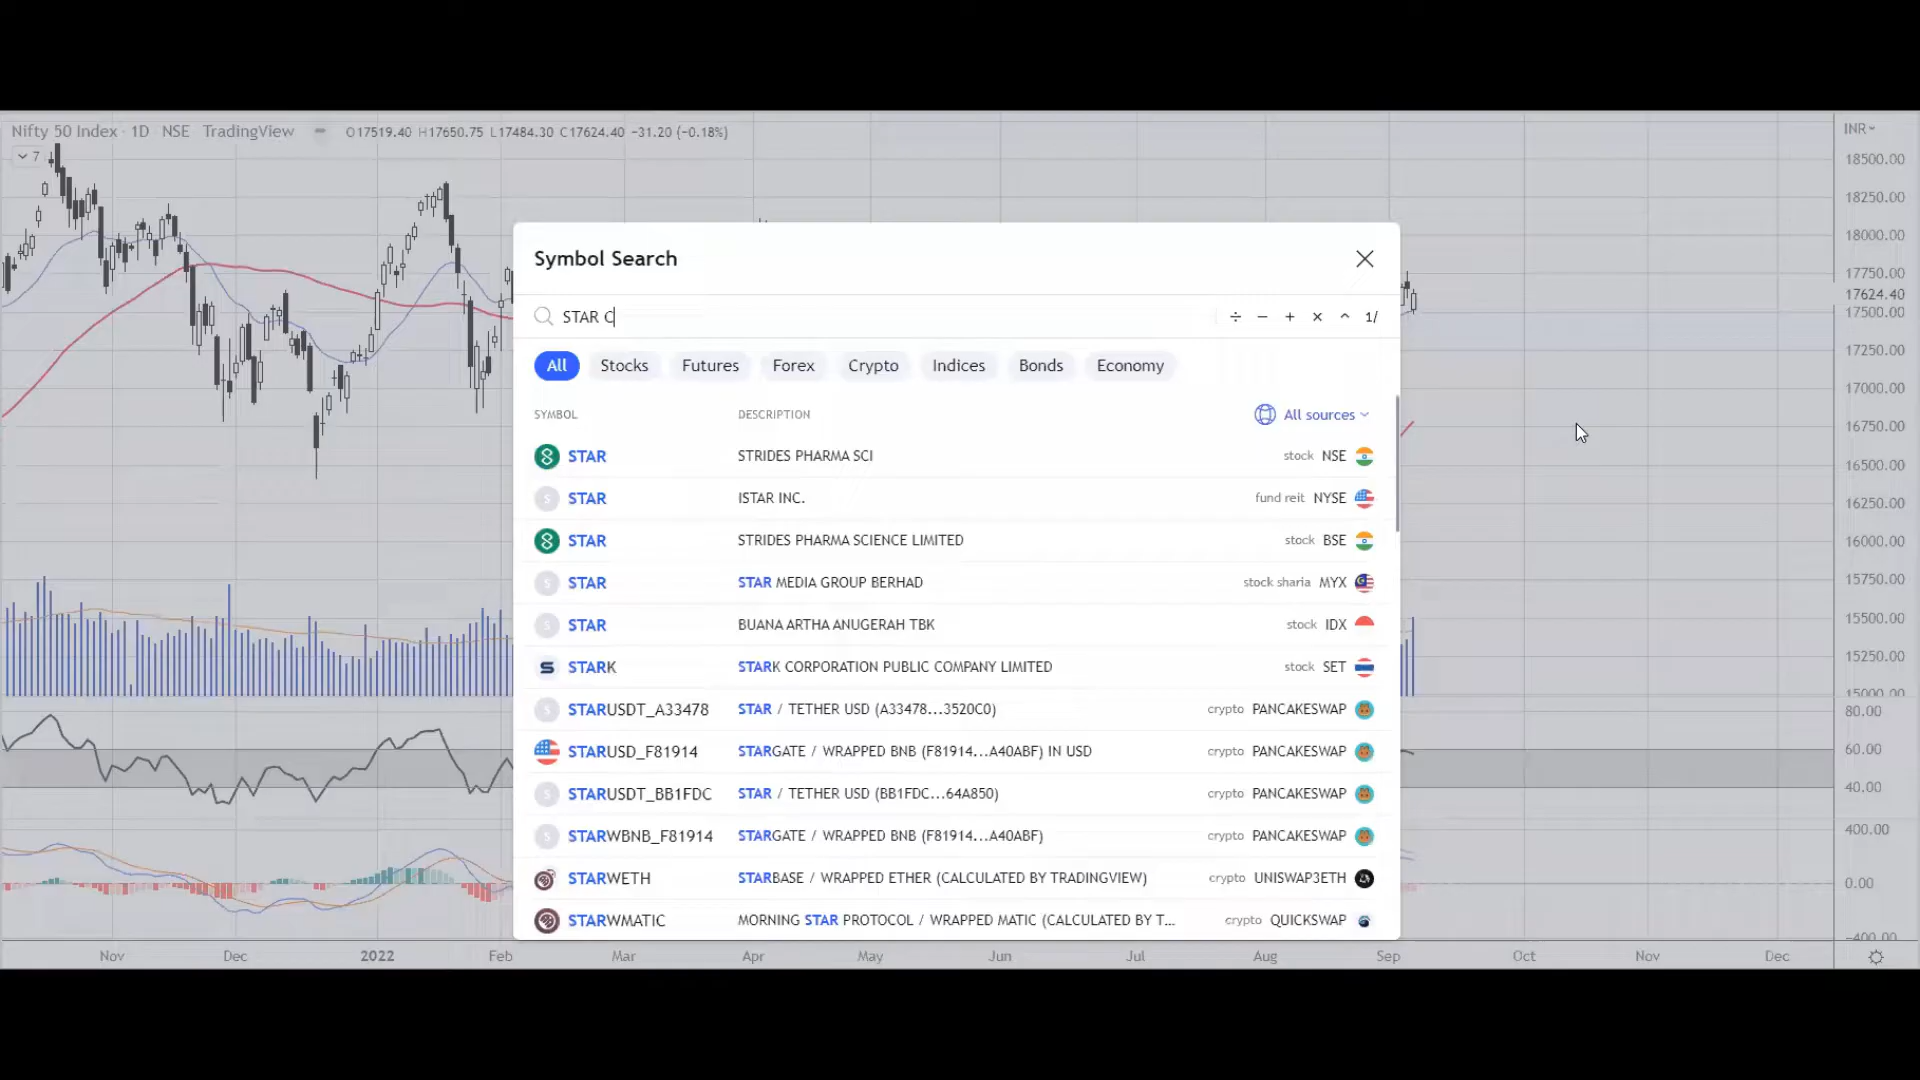 Nifty 50 Index · 1D NSE TradingView O17519.40 H17650.75 L17484.30 C17624.40 −31.20 (−0.18%)
INR
7
18500.00
18250.00
18000.00
17750.00
17624.40
17500.00
17250.00
17000.00
16750.00
16500.00
16250.00
16000.00
15750.00
15500.00
15250.00
15000.00
80.00
60.00
40.00
400.00
0.00
−400.00
Symbol Search
STAR C
÷ − + × ^ 1/
All Stocks Futures Forex Crypto Indices Bonds Economy
SYMBOL DESCRIPTION All sources
STAR STRIDES PHARMA SCI stock NSE
S STAR ISTAR INC. fund reit NYSE
STAR STRIDES PHARMA SCIENCE LIMITED stock BSE
S STAR STAR MEDIA GROUP BERHAD stock sharia MYX
S STAR BUANA ARTHA ANUGERAH TBK stock IDX
S STARK STARK CORPORATION PUBLIC COMPANY LIMITED stock SET
S STARUSDT_A33478 STAR / TETHER USD (A33478...3520C0) crypto PANCAKESWAP
STARUSD_F81914 STARGATE / WRAPPED BNB (F81914...A40ABF) IN USD crypto PANCAKESWAP
S STARUSDT_BB1FDC STAR / TETHER USD (BB1FDC...64A850) crypto PANCAKESWAP
S STARWBNB_F81914 STARGATE / WRAPPED BNB (F81914...A40ABF) crypto PANCAKESWAP
STARWETH STARBASE / WRAPPED ETHER (CALCULATED BY TRADINGVIEW) crypto UNISWAP3ETH
STARWMATIC MORNING STAR PROTOCOL / WRAPPED MATIC (CALCULATED BY T... crypto QUICKSWAP
Nov Dec 2022 Feb Mar Apr May Jun Jul Aug Sep Oct Nov Dec